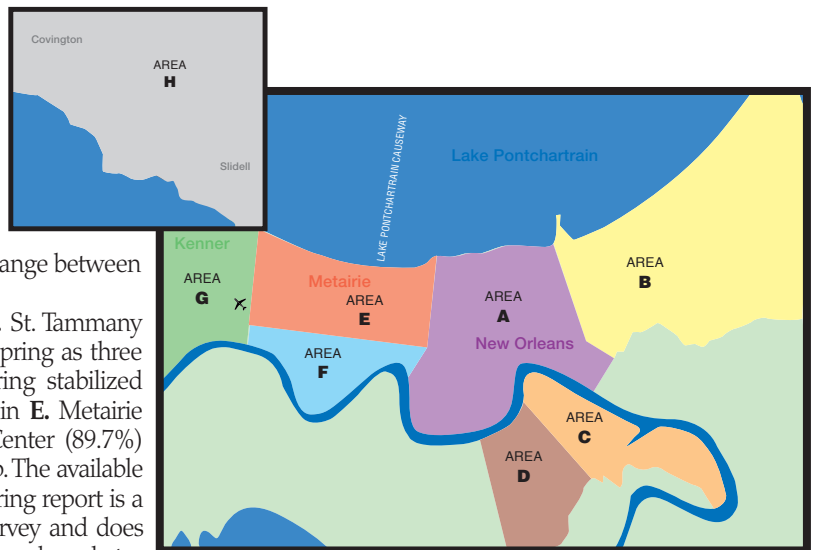 Covington
AREA
H
Slidell
LAKE PONTCHARTRAIN CAUSEWAY
Lake Pontchartrain
Kenner
AREA
G
Metairie
AREA
E
AREA
A
New Orleans
AREA
B
AREA
F
AREA
C
AREA
D
ange between
St. Tammany
pring as three
ring stabilized
in E. Metairie
Center (89.7%)
The available
ring report is a
rvey and does